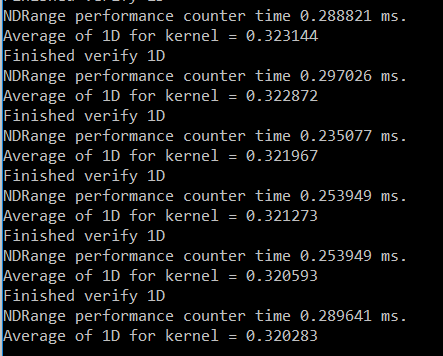 Finished verify 1D
NDRange performance counter time 0.288821 ms.
Average of 1D for kernel = 0.323144
Finished verify 1D
NDRange performance counter time 0.297026 ms.
Average of 1D for kernel = 0.322872
Finished verify 1D
NDRange performance counter time 0.235077 ms.
Average of 1D for kernel = 0.321967
Finished verify 1D
NDRange performance counter time 0.253949 ms.
Average of 1D for kernel = 0.321273
Finished verify 1D
NDRange performance counter time 0.253949 ms.
Average of 1D for kernel = 0.320593
Finished verify 1D
NDRange performance counter time 0.289641 ms.
Average of 1D for kernel = 0.320283